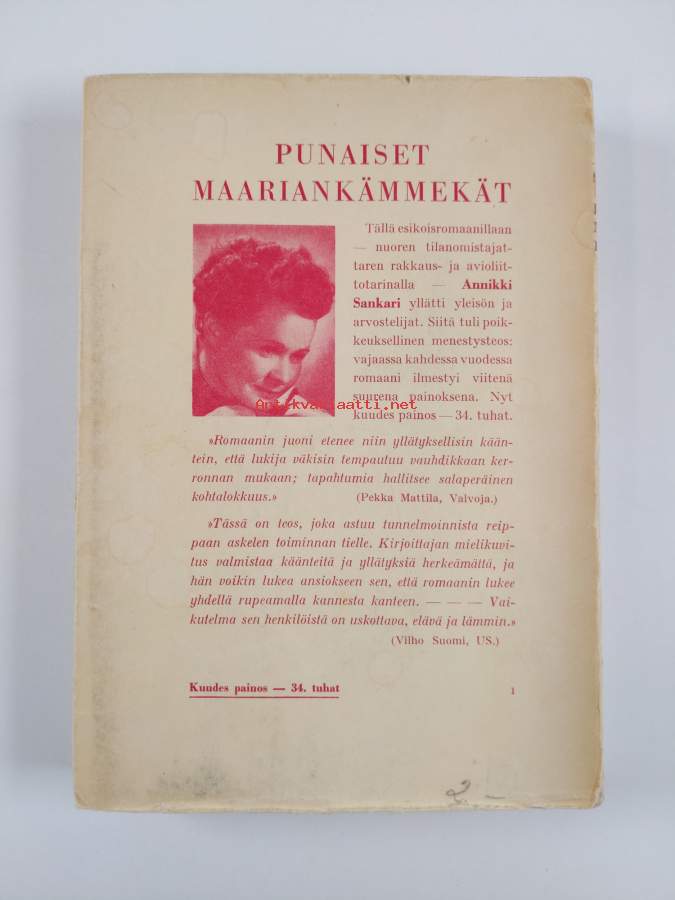 PUNAISET
MAARIANKÄMMEKÄT
Tällä esikoisromaanillaan
— nuoren tilanomistajat-
taren rakkaus- ja avioliit-
totarinalla — Annikki
Sankari yllätti yleisön ja
arvostelijat. Siitä tuli poik-
keuksellinen menestysteos:
vajaassa kahdessa vuodessa
romaani ilmestyi viitenä
suurena painoksena. Nyt
kuudes painos — 34. tuhat.
Antikvariaatti.net
»Romaanin juoni etenee niin yllätyksellisin kään-
tein, että lukija väkisin tempautuu vauhdikkaan ker-
ronnan mukaan; tapahtumia hallitsee salaperäinen
kohtalokkuus.» (Pekka Mattila, Valvoja.)
»Tässä on teos, joka astuu tunnelmoinnista reip-
paan askelen toiminnan tielle. Kirjoittajan mielikuvi-
tus valmistaa käänteitä ja yllätyksiä herkeämättä, ja
hän voikin lukea ansiokseen sen, että romaanin lukee
yhdellä rupeamalla kannesta kanteen. — — — Vai-
kutelma sen henkilöistä on uskottava, elävä ja lämmin.»
(Vilho Suomi, US.)
Kuudes painos — 34. tuhat 1
2-